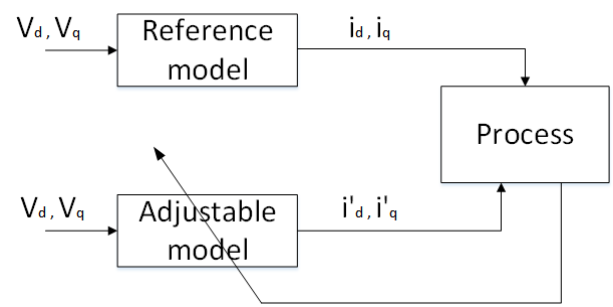 Vd, Vq
Reference
model
id, iq
Process
Vd, Vq
Adjustable
model
i'd, i'q